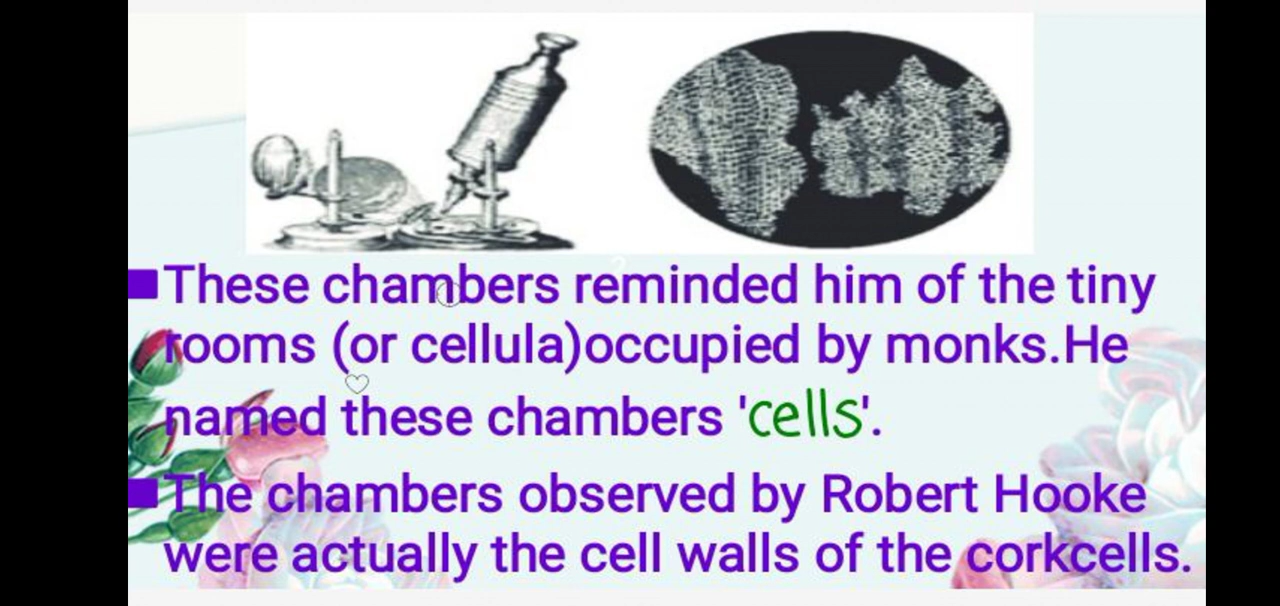 These chambers reminded him of the tiny
rooms (or cellula)occupied by monks.He
named these chambers 'cells'.
The chambers observed by Robert Hooke
were actually the cell walls of the corkcells.